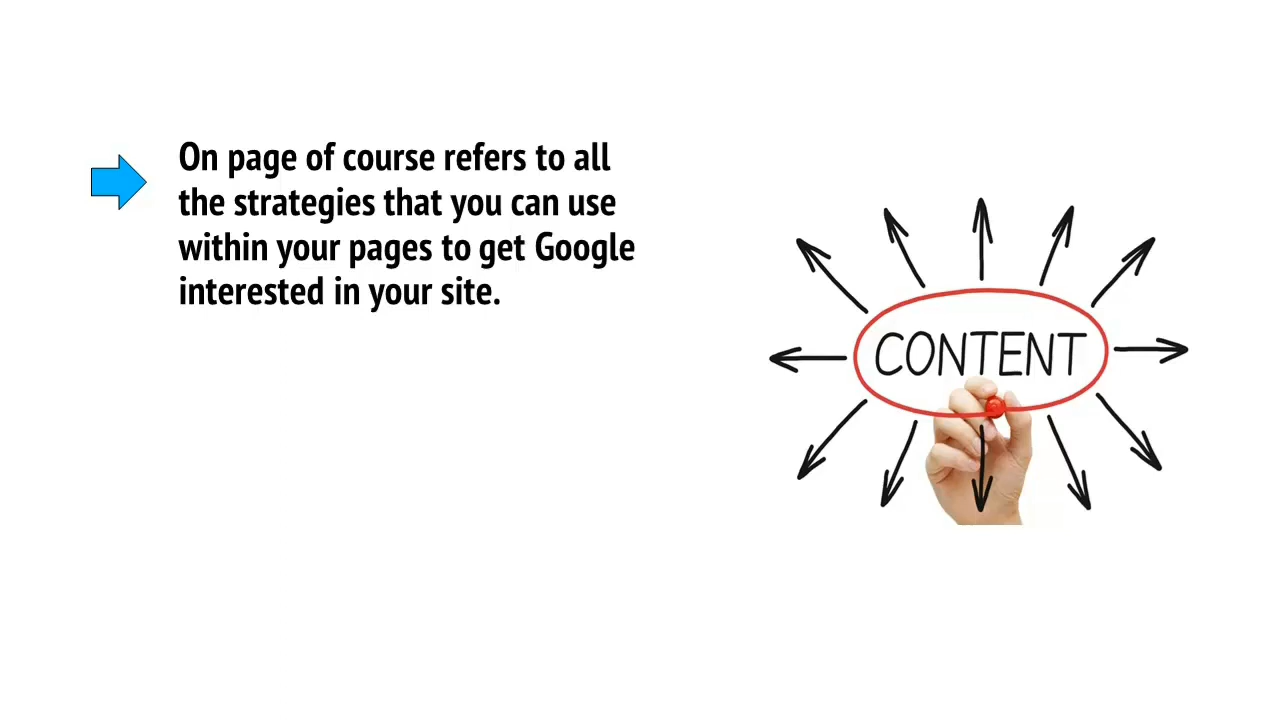 On page of course refers to all
the strategies that you can use
within your pages to get Google
interested in your site.
CONTENT